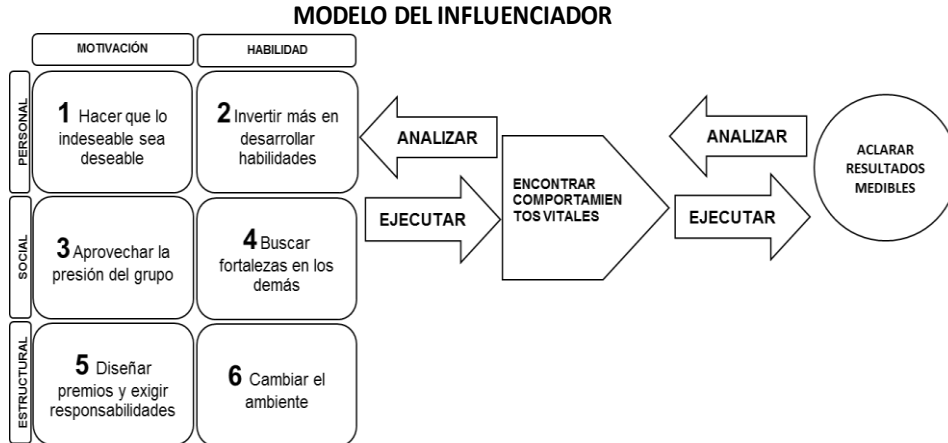 MODELO DEL INFLUENCIADOR
MOTIVACIÓN
HABILIDAD
PERSONAL
1 Hacer que lo
indeseable sea
deseable
2 Invertir más en
desarrollar
habilidades
SOCIAL
3 Aprovechar la
presión del grupo
4 Buscar
fortalezas en los
demás
ESTRUCTURAL
5 Diseñar
premios y exigir
responsabilidades
6 Cambiar el
ambiente
ANALIZAR
EJECUTAR
ENCONTRAR
COMPORTAMIEN
TOS VITALES
ANALIZAR
EJECUTAR
ACLARAR
RESULTADOS
MEDIBLES